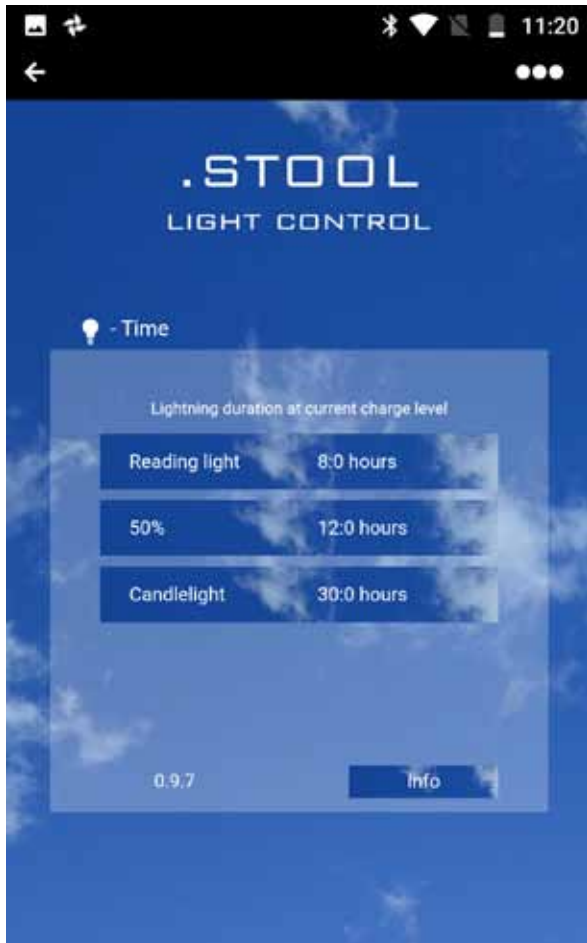 11:20
.STOOL
LIGHT CONTROL
- Time
Lightning duration at current charge level
Reading light 8:0 hours
50% 12:0 hours
Candlelight 30:0 hours
0.9.7 Info